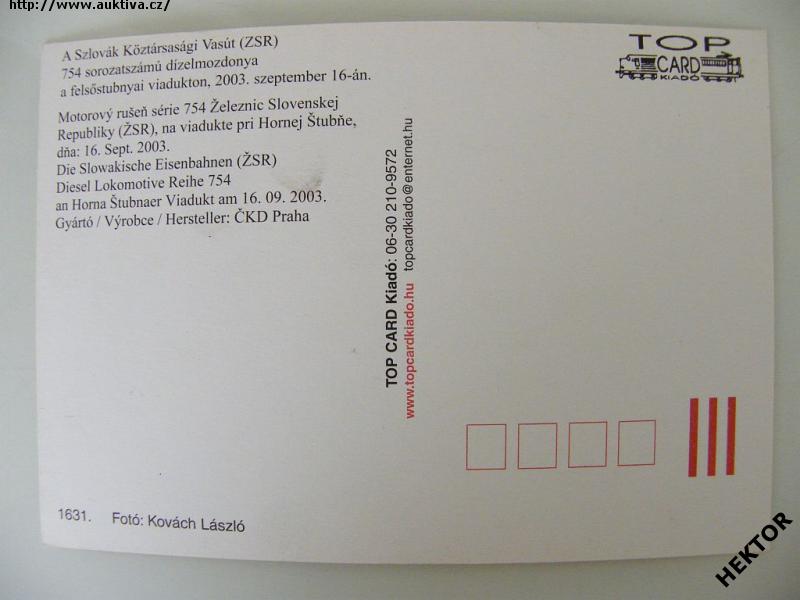 http://www.auktiva.cz/
A Szlovák Köztársasági Vasút (ZSR)
754 sorozatszámú dízelmozdonya
a felsőstubnyai viadukton, 2003. szeptember 16-án.
Motorový rušeň série 754 Železnic Slovenskej
Republiky (ŽSR), na viadukte pri Hornej Štubňe,
dňa: 16. Sept. 2003.
Die Slowakische Eisenbahnen (ŽSR)
Diesel Lokomotive Reihe 754
an Horna Štubnaer Viadukt am 16. 09. 2003.
Gyártó / Výrobce / Hersteller: ČKD Praha
TOP
CARD
KIADÓ
TOP CARD Kiadó: 06-30 210-9572
www.topcardkiado.hu topcardkiado@enternet.hu
1631. Fotó: Kovách László
HEKTOR